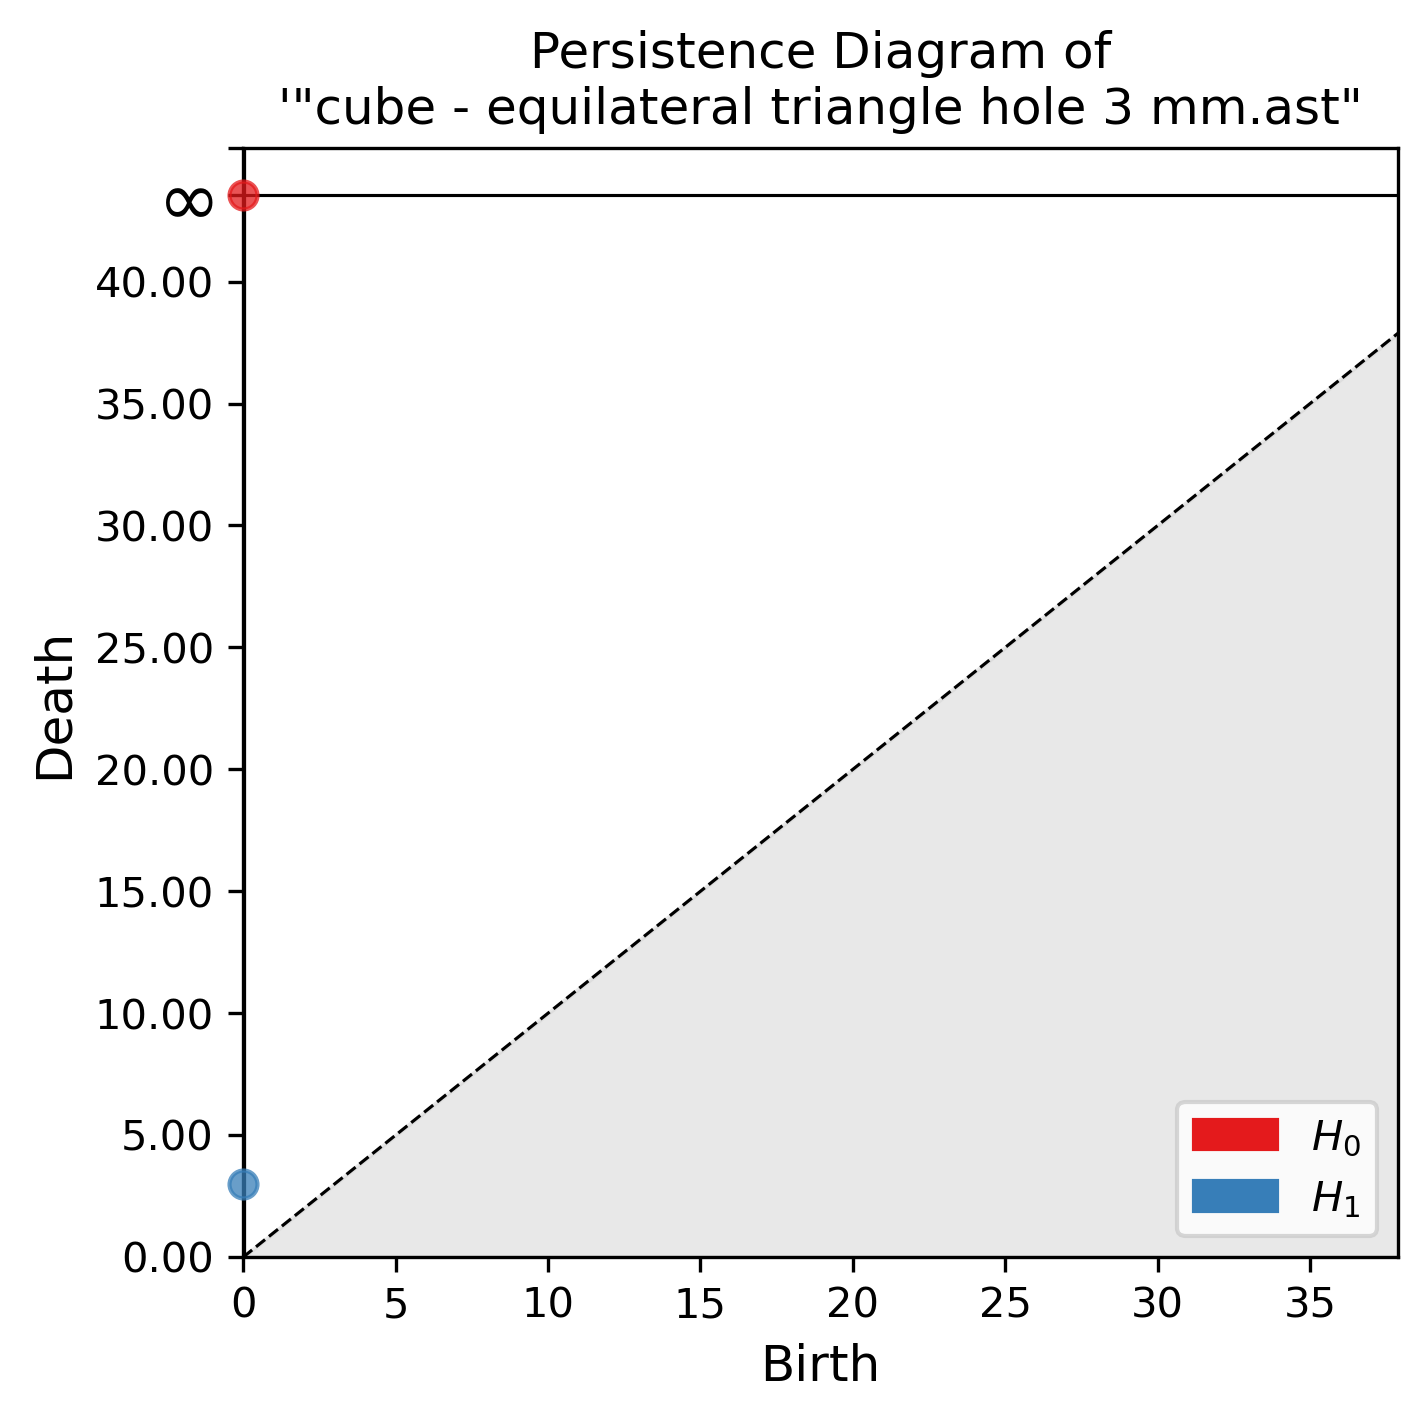 Persistence Diagram of
'"cube - equilateral triangle hole 3 mm.ast"
∞
40.00
35.00
30.00
25.00
20.00
15.00
10.00
5.00
0.00
Death
H₀
H₁
0 5 10 15 20 25 30 35
Birth